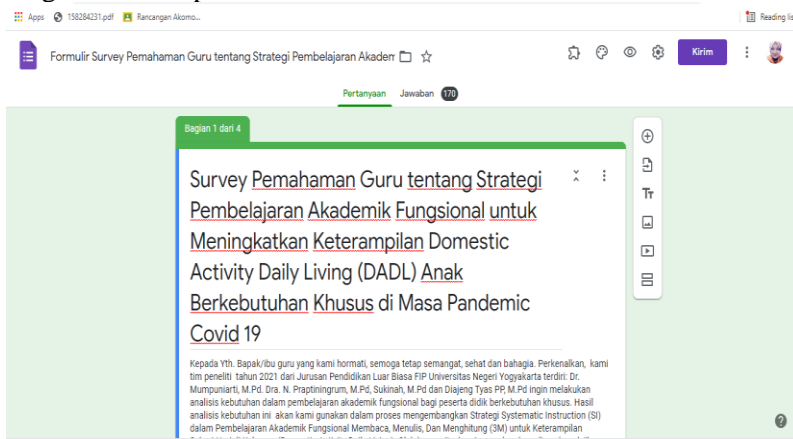 Apps 158284231.pdf Rancangan Akomo... Reading lis
Formulir Survey Pemahaman Guru tentang Strategi Pembelajaran Akaden Kirim
Pertanyaan Jawaban 170
Bagian 1 dari 4
Survey Pemahaman Guru tentang Strategi
Pembelajaran Akademik Fungsional untuk
Meningkatkan Keterampilan Domestic
Activity Daily Living (DADL) Anak
Berkebutuhan Khusus di Masa Pandemic
Covid 19
Kepada Yth. Bapak/ibu guru yang kami hormati, semoga tetap semangat, sehat dan bahagia. Perkenalkan, kami
tim peneliti tahun 2021 dari Jurusan Pendidikan Luar Biasa FIP Universitas Negeri Yogyakarta terdiri: Dr.
Mumpuniarti, M.Pd. Dra. N. Praptiningrum, M.Pd, Sukinah, M.Pd dan Diajeng Tyas PP, M.Pd ingin melakukan
analisis kebutuhan dalam pembelajaran akademik fungsional bagi peserta didik berkebutuhan khusus. Hasil
analisis kebutuhan ini akan kami gunakan dalam proses mengembangkan Strategi Systematic Instruction (SI)
dalam Pembelajaran Akademik Fungsional Membaca, Menulis, Dan Menghitung (3M) untuk Keterampilan